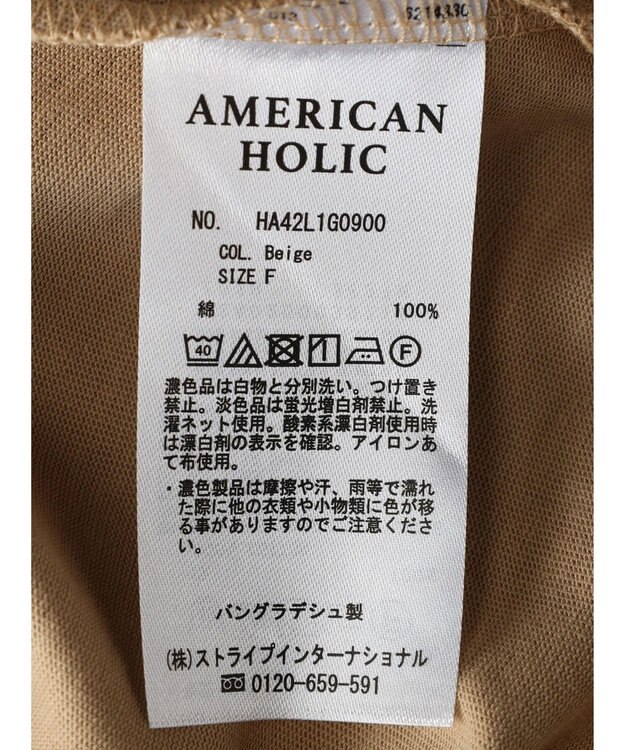 AMERICAN
HOLIC
NO. HA42L1G0900
COL. Beige
SIZE F
綿 100%
40 F
濃色品は白物と分別洗い。つけ置き
禁止。淡色品は蛍光増白剤禁止。洗
濯ネット使用。酸素系漂白剤使用時
は漂白剤の表示を確認。アイロンあ
て布使用。
・濃色製品は摩擦や汗、雨等で濡れ
た際に他の衣類や小物類に色が移
る事がありますのでご注意くださ
い。
バングラデシュ製
(株)ストライプインターナショナル
0120-659-591